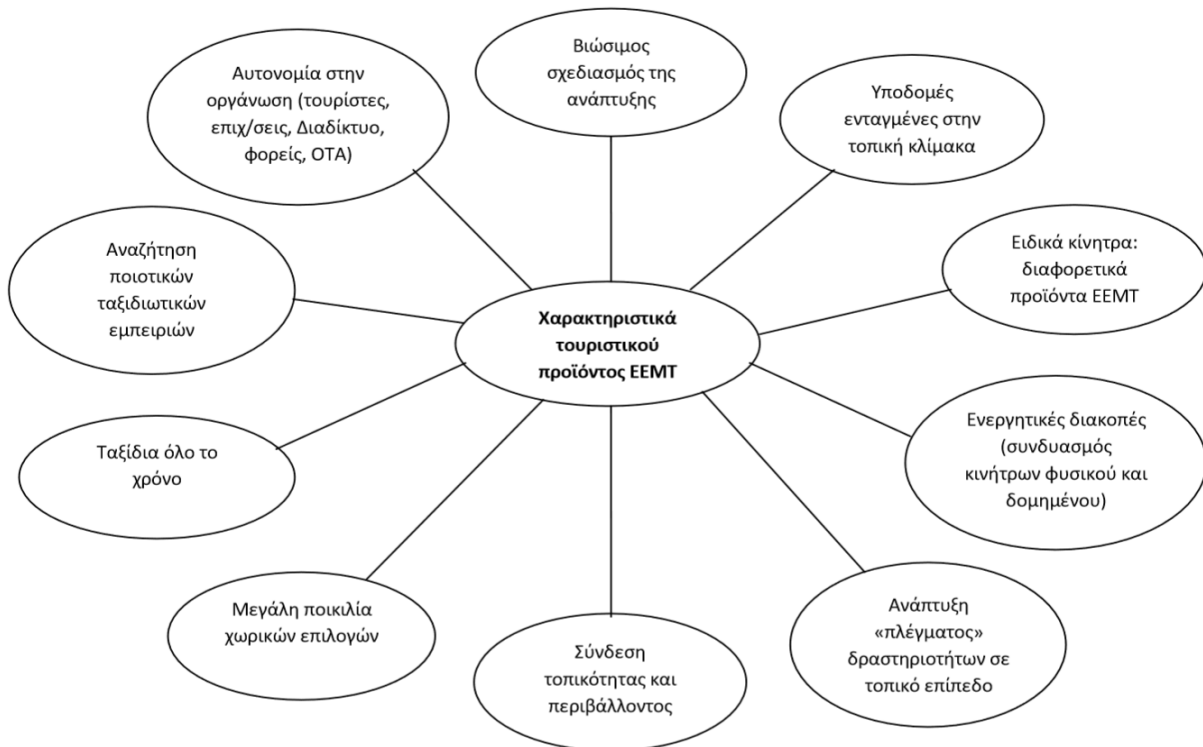 Βιώσιμος
σχεδιασμός της
ανάπτυξης
Αυτονομία στην
οργάνωση (τουρίστες,
επιχ/σεις, Διαδίκτυο,
φορείς, ΟΤΑ)
Υποδομές
ενταγμένες στην
τοπική κλίμακα
Αναζήτηση
ποιοτικών
ταξιδιωτικών
εμπειριών
Ειδικά κίνητρα:
διαφορετικά
προϊόντα ΕΕΜΤ
Χαρακτηριστικά
τουριστικού
προϊόντος ΕΕΜΤ
Ταξίδια όλο το
χρόνο
Ενεργητικές διακοπές
(συνδυασμός
κινήτρων φυσικού και
δομημένου)
Μεγάλη ποικιλία
χωρικών επιλογών
Σύνδεση
τοπικότητας και
περιβάλλοντος
Ανάπτυξη
«πλέγματος»
δραστηριοτήτων σε
τοπικό επίπεδο